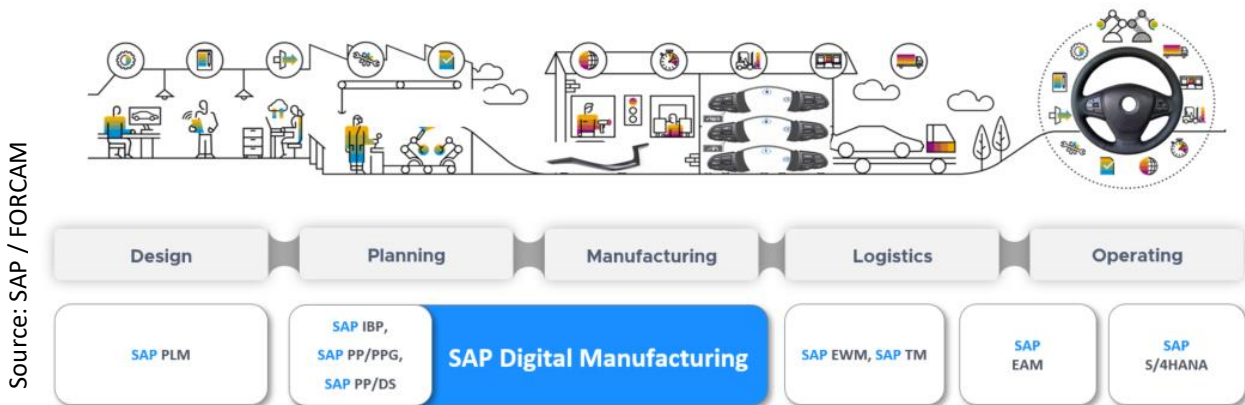 Source: SAP / FORCAM
Design
Planning
Manufacturing
Logistics
Operating
SAP PLM
SAP IBP,
SAP PP/PPG,
SAP PP/DS
SAP Digital Manufacturing
SAP EWM, SAP TM
SAP
EAM
SAP
S/4HANA